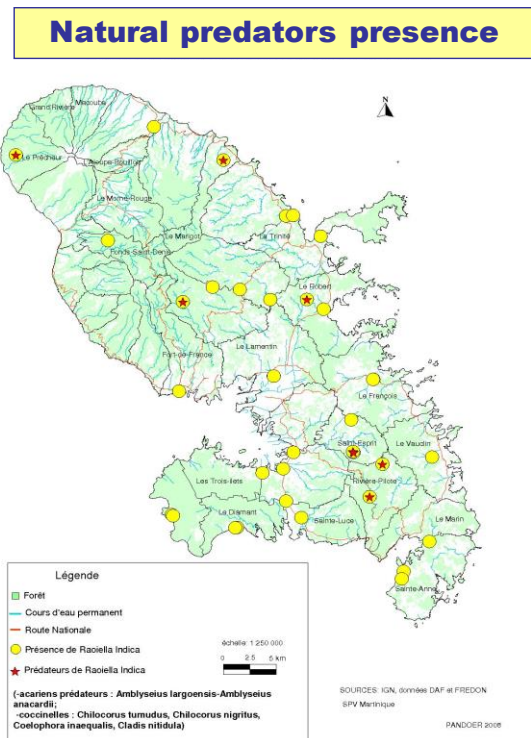 Natural predators presence
N
Grand Rivière
Macouba
Le Prêcheur
L'Ajoupa Bouillon
Le Morne-Rouge
Le Marigot
La Trinité
Fonds-Saint-Denis
Le Robert
Le Lamentin
Fort-de-France
Le François
Saint-Esprit
Le Vauclin
Les Trois-Ilets
Rivière-Pilote
Le Diamant
Sainte-Luce
Le Marin
Sainte-Anne
Légende
Forêt
Cours d'eau permanent
Route Nationale
Présence de Raoiella Indica
Prédateurs de Raoiella Indica
échelle: 1 250 000
0 2.5 5 km
(-acariens prédateurs : Amblyseius largoensis-Amblyseius
anacardii;
-coccinelles : Chilocorus tumudus, Chilocorus nigritus,
Coelophora inaequalis, Cladis nitidula)
SOURCES: IGN, données DAF et FREDON
SPV Martinique
PANDOER 2008